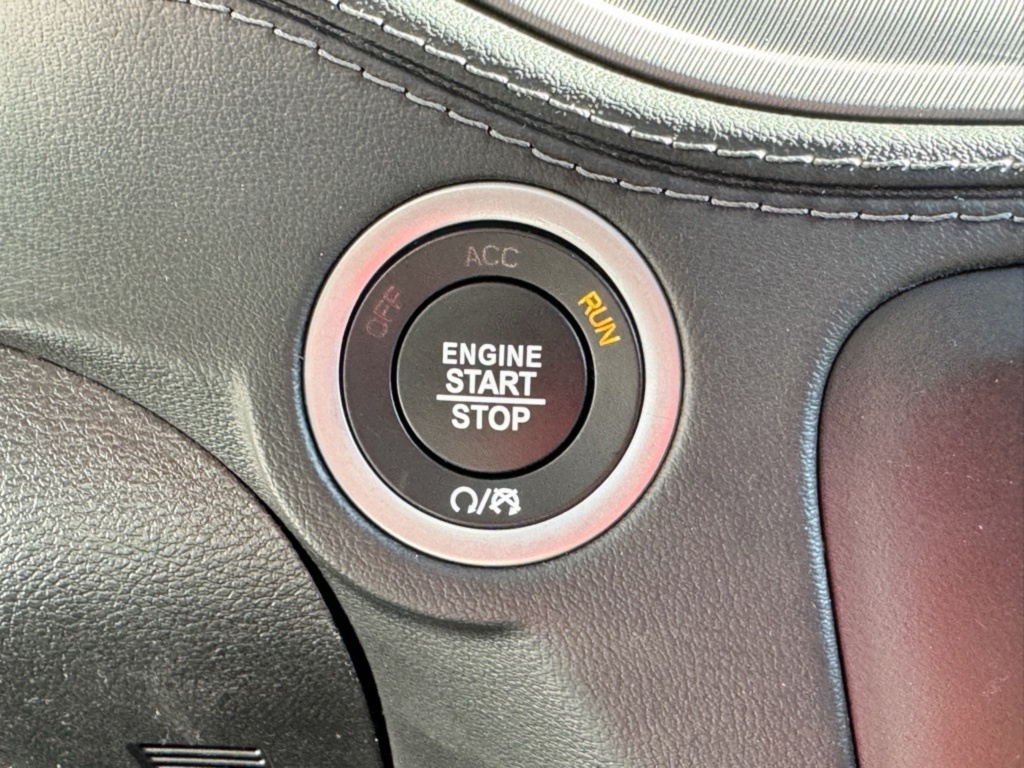 ACC
OFF
RUN
ENGINE
START
STOP